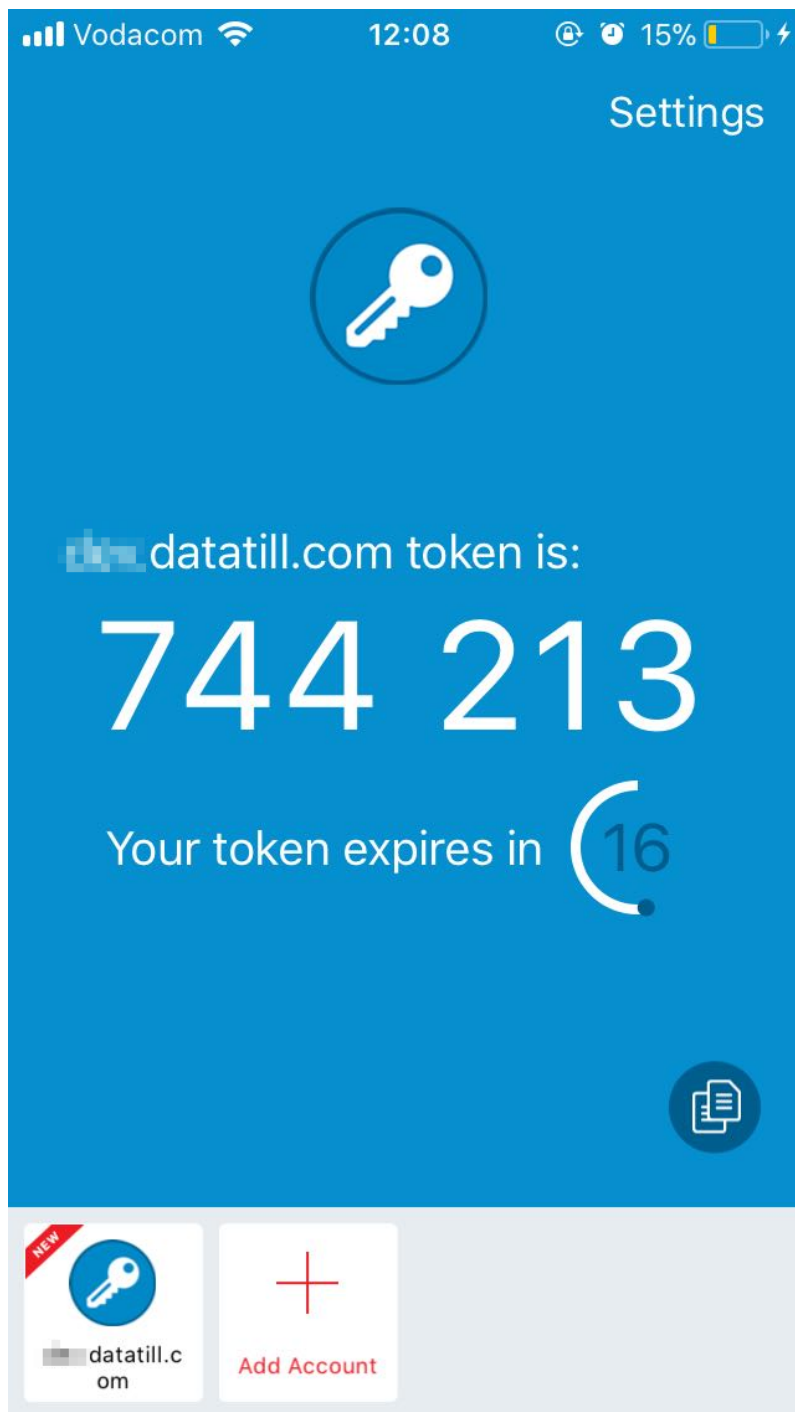 Vodacom 12:08 15%
Settings
datatill.com token is:
744 213
Your token expires in 16
NEW
datatill.c
om
Add Account